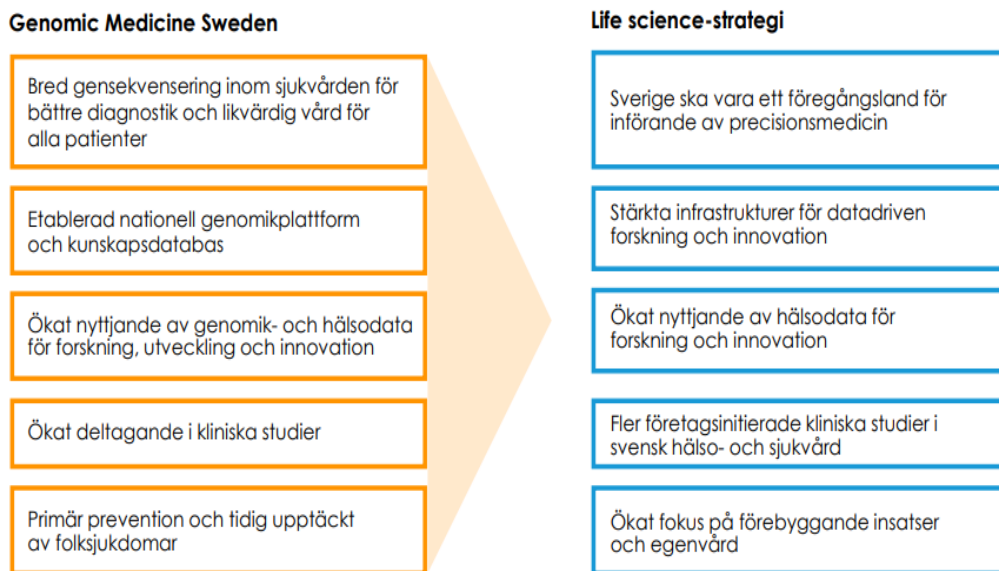 Genomic Medicine Sweden
Bred gensekvensering inom sjukvården för
bättre diagnostik och likvärdig vård för
alla patienter
Etablerad nationell genomikplattform
och kunskapsdatabas
Ökat nyttjande av genomik- och hälsodata
för forskning, utveckling och innovation
Ökat deltagande i kliniska studier
Primär prevention och tidig upptäckt
av folksjukdomar
Life science-strategi
Sverige ska vara ett föregångsland för
införande av precisionsmedicin
Stärkta infrastrukturer för datadriven
forskning och innovation
Ökat nyttjande av hälsodata för
forskning och innovation
Fler företagsinitierade kliniska studier i
svensk hälso- och sjukvård
Ökat fokus på förebyggande insatser
och egenvård